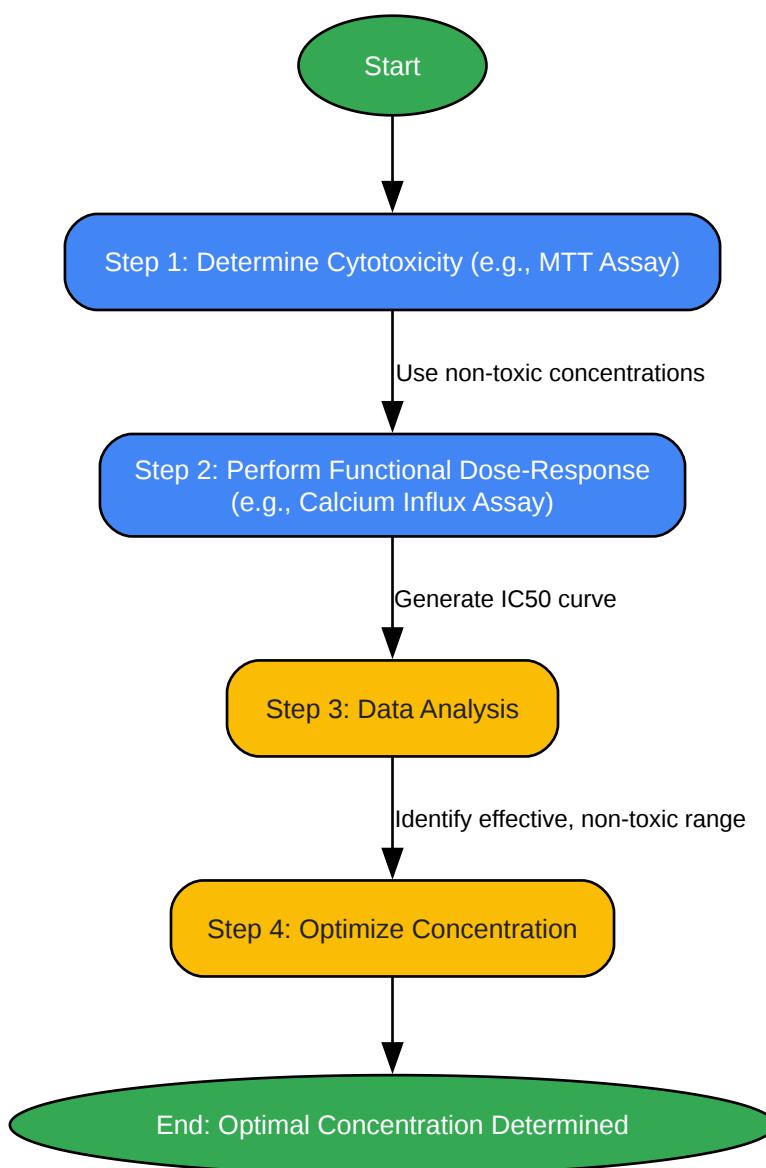 Start
Step 1: Determine Cytotoxicity (e.g., MTT Assay)
Use non-toxic concentrations
Step 2: Perform Functional Dose-Response
(e.g., Calcium Influx Assay)
Generate IC50 curve
Step 3: Data Analysis
Identify effective, non-toxic range
Step 4: Optimize Concentration
End: Optimal Concentration Determined